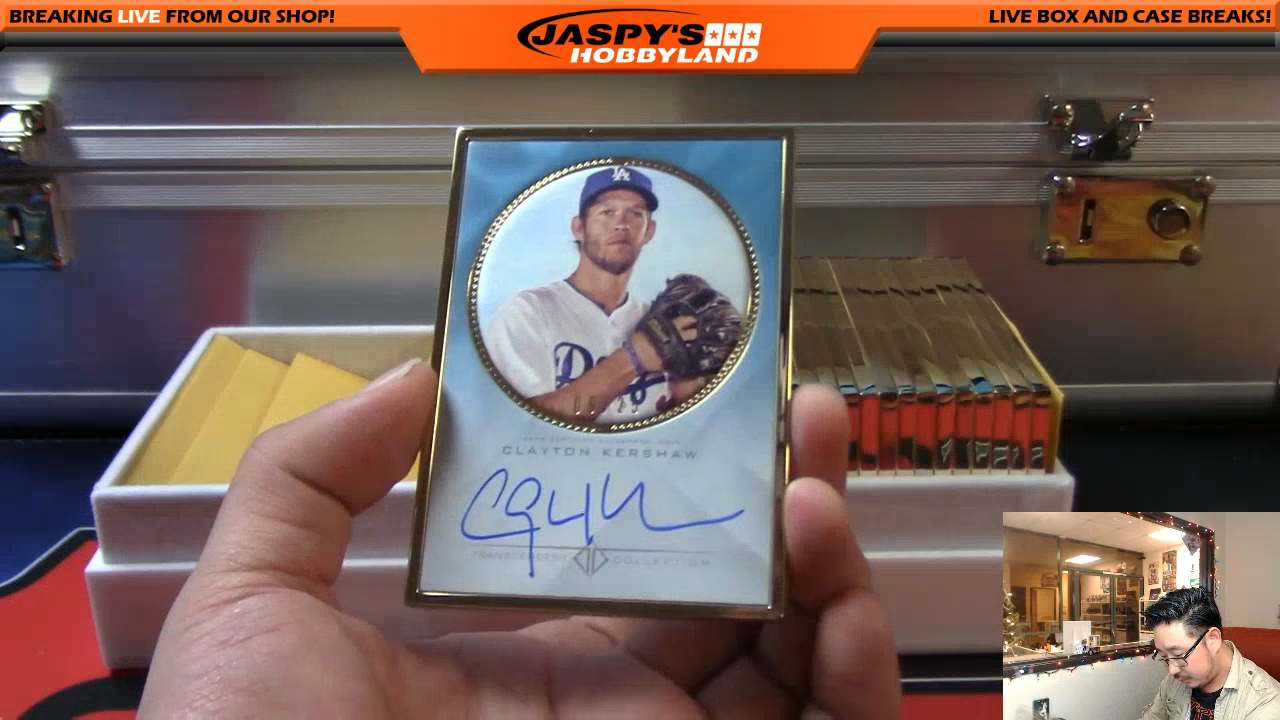 BREAKING LIVE FROM OUR SHOP!
JASPY'S
HOBBYLAND
LIVE BOX AND CASE BREAKS!
LA
CLAYTON KERSHAW
TRANSCENDENT COLLECTION